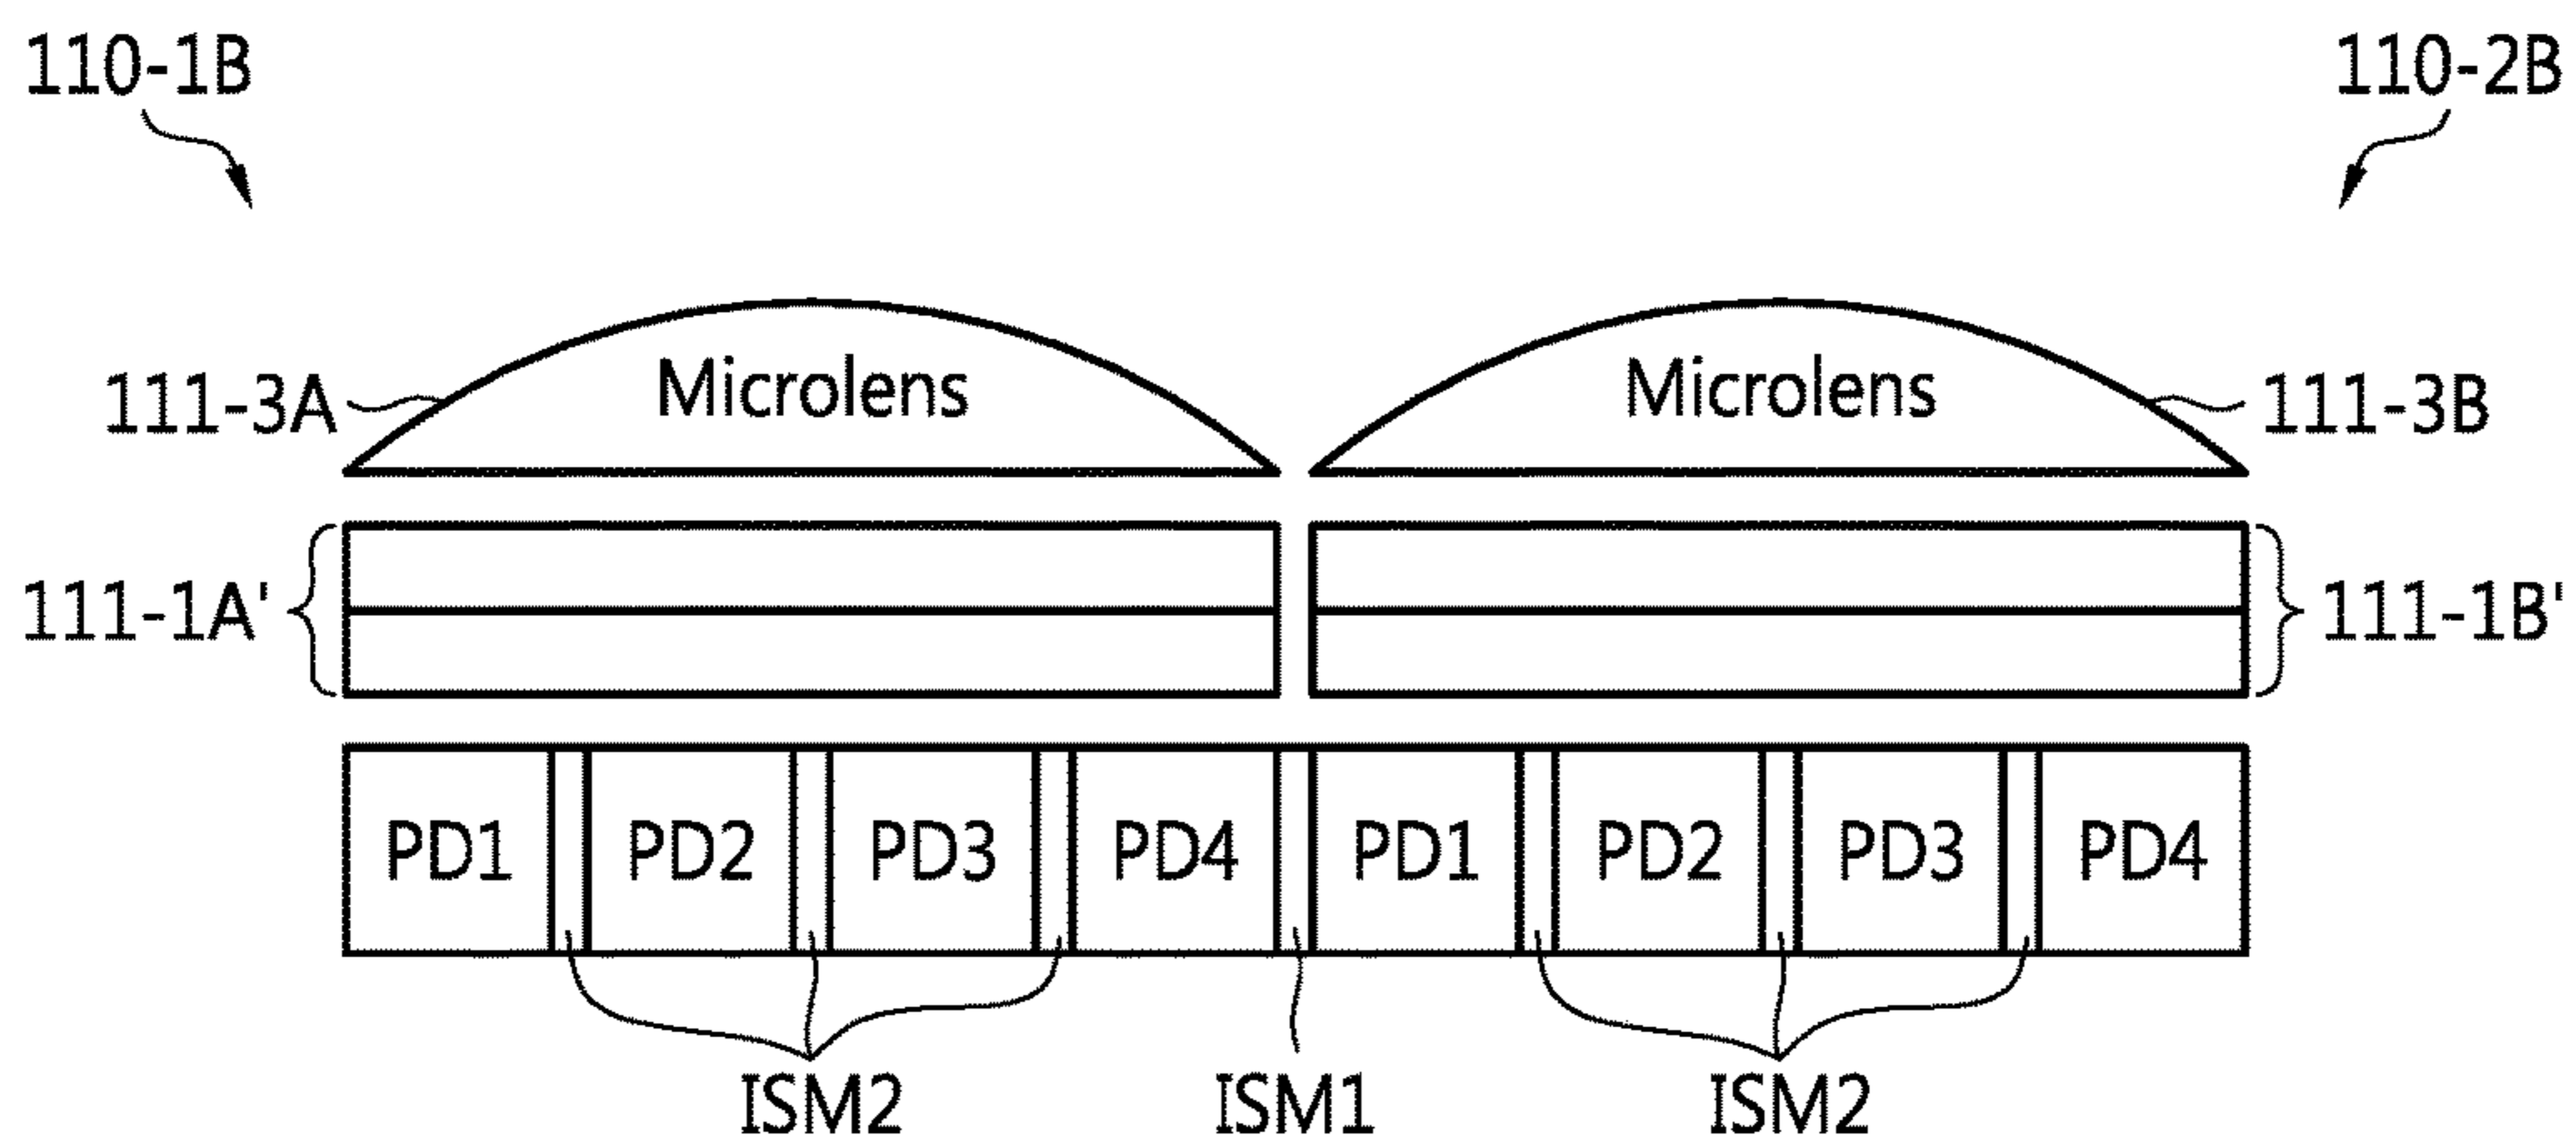 110-1B 110-2B
Microlens Microlens
111-3A 111-3B
111-1A' 111-1B'
PD1 PD2 PD3 PD4 PD1 PD2 PD3 PD4
ISM2 ISM1 ISM2